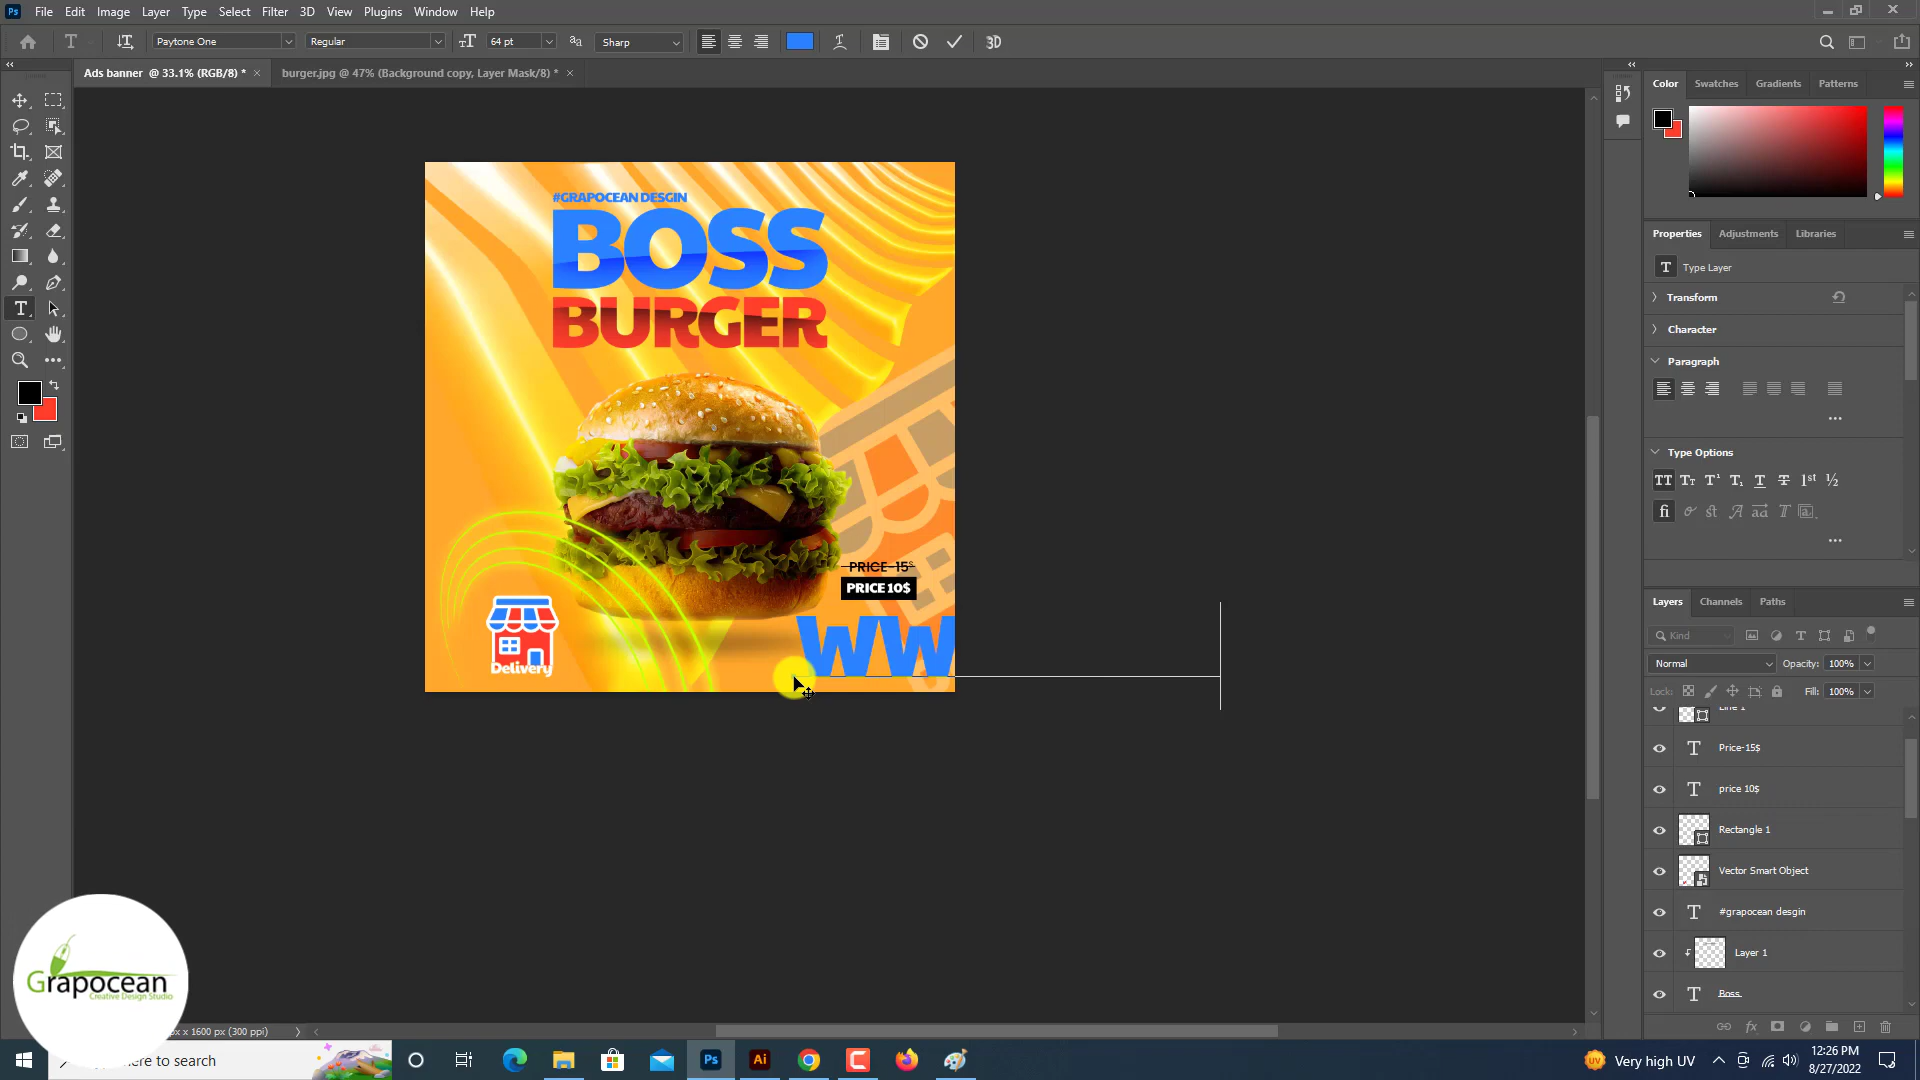 File Edit Image Layer Type Select Filter 3D View Plugins Window Help
Paytone One Regular 64 pt Sharp 3D
Ads banner @ 33.1% (RGB/8) * burger.jpg @ 47% (Background copy, Layer Mask/8) *
#GRAPOCEAN DESGIN
BOSS
BURGER
PRICE-15$
PRICE 10$
WW
Delivery
Color Swatches Gradients Patterns
Properties Adjustments Libraries
Type Layer
Transform
Character
Paragraph
Type Options
Layers Channels Paths
Kind
Normal Opacity: 100%
Lock: Fill: 100%
Line 1
Price-15$
price 10$
Rectangle 1
Vector Smart Object
#grapocean desgin
Layer 1
Boss
Grapocean
Creative Design Studio
px x 1600 px (300 ppi)
here to search
Very high UV
12:26 PM
8/27/2022